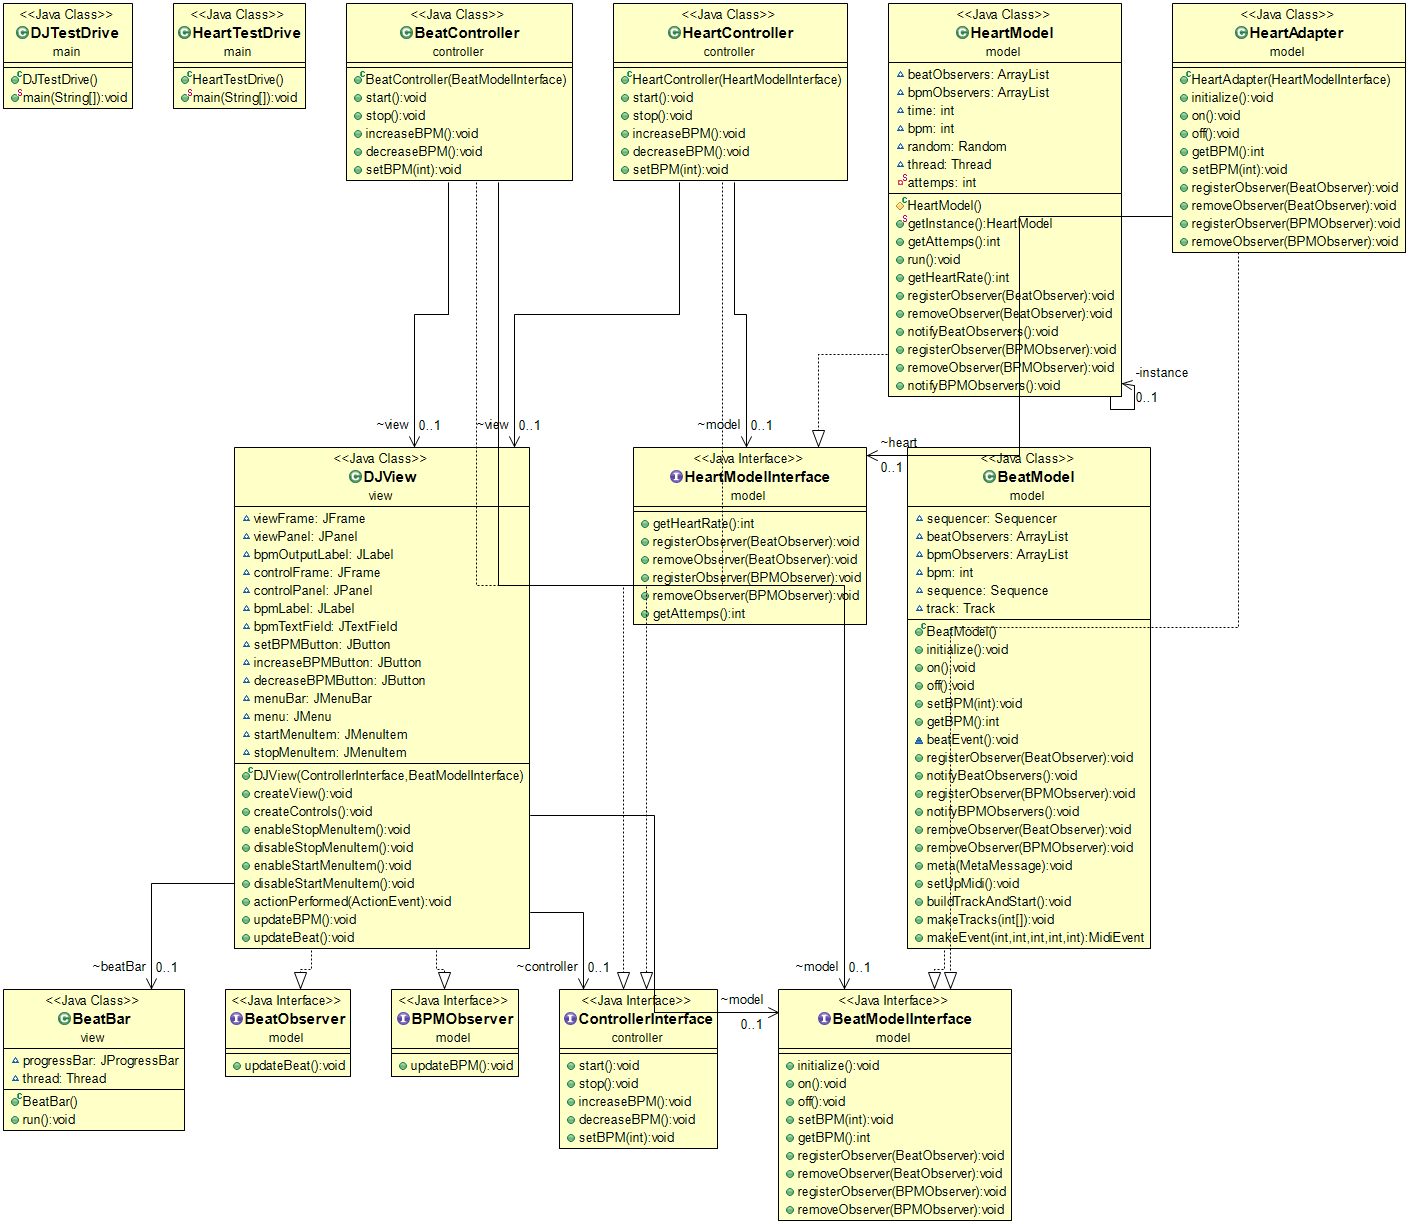 <<Java Class>>
DJTestDrive
main
DJTestDrive()
main(String[]):void
<<Java Class>>
HeartTestDrive
main
HeartTestDrive()
main(String[]):void
<<Java Class>>
BeatController
controller
BeatController(BeatModelInterface)
start():void
stop():void
increaseBPM():void
decreaseBPM():void
setBPM(int):void
<<Java Class>>
HeartController
controller
HeartController(HeartModelInterface)
start():void
stop():void
increaseBPM():void
decreaseBPM():void
setBPM(int):void
<<Java Class>>
HeartModel
model
beatObservers: ArrayList
bpmObservers: ArrayList
time: int
bpm: int
random: Random
thread: Thread
attemps: int
HeartModel()
getInstance():HeartModel
getAttemps():int
run():void
getHeartRate():int
registerObserver(BeatObserver):void
removeObserver(BeatObserver):void
notifyBeatObservers():void
registerObserver(BPMObserver):void
removeObserver(BPMObserver):void
notifyBPMObservers():void
<<Java Class>>
HeartAdapter
model
HeartAdapter(HeartModelInterface)
initialize():void
on():void
off():void
getBPM():int
setBPM(int):void
registerObserver(BeatObserver):void
removeObserver(BeatObserver):void
registerObserver(BPMObserver):void
removeObserver(BPMObserver):void
-instance
0..1
~view 0..1
~view 0..1
~model 0..1
~heart
0..1
<<Java Class>>
DJView
view
viewFrame: JFrame
viewPanel: JPanel
bpmOutputLabel: JLabel
controlFrame: JFrame
controlPanel: JPanel
bpmLabel: JLabel
bpmTextField: JTextField
setBPMButton: JButton
increaseBPMButton: JButton
decreaseBPMButton: JButton
menuBar: JMenuBar
menu: JMenu
startMenuItem: JMenuItem
stopMenuItem: JMenuItem
DJView(ControllerInterface,BeatModelInterface)
createView():void
createControls():void
enableStopMenuItem():void
disableStopMenuItem():void
enableStartMenuItem():void
disableStartMenuItem():void
actionPerformed(ActionEvent):void
updateBPM():void
updateBeat():void
<<Java Interface>>
HeartModelInterface
model
getHeartRate():int
registerObserver(BeatObserver):void
removeObserver(BeatObserver):void
registerObserver(BPMObserver):void
removeObserver(BPMObserver):void
getAttemps():int
<<Java Class>>
BeatModel
model
sequencer: Sequencer
beatObservers: ArrayList
bpmObservers: ArrayList
bpm: int
sequence: Sequence
track: Track
BeatModel()
initialize():void
on():void
off():void
setBPM(int):void
getBPM():int
beatEvent():void
registerObserver(BeatObserver):void
notifyBeatObservers():void
registerObserver(BPMObserver):void
notifyBPMObservers():void
removeObserver(BeatObserver):void
removeObserver(BPMObserver):void
meta(MetaMessage):void
setUpMidi():void
buildTrackAndStart():void
makeTracks(int[]):void
makeEvent(int,int,int,int,int):MidiEvent
~beatBar 0..1
~controller 0..1
~model 0..1
~model
0..1
<<Java Class>>
BeatBar
view
progressBar: JProgressBar
thread: Thread
BeatBar()
run():void
<<Java Interface>>
BeatObserver
model
updateBeat():void
<<Java Interface>>
BPMObserver
model
updateBPM():void
<<Java Interface>>
ControllerInterface
controller
start():void
stop():void
increaseBPM():void
decreaseBPM():void
setBPM(int):void
<<Java Interface>>
BeatModelInterface
model
initialize():void
on():void
off():void
setBPM(int):void
getBPM():int
registerObserver(BeatObserver):void
removeObserver(BeatObserver):void
registerObserver(BPMObserver):void
removeObserver(BPMObserver):void